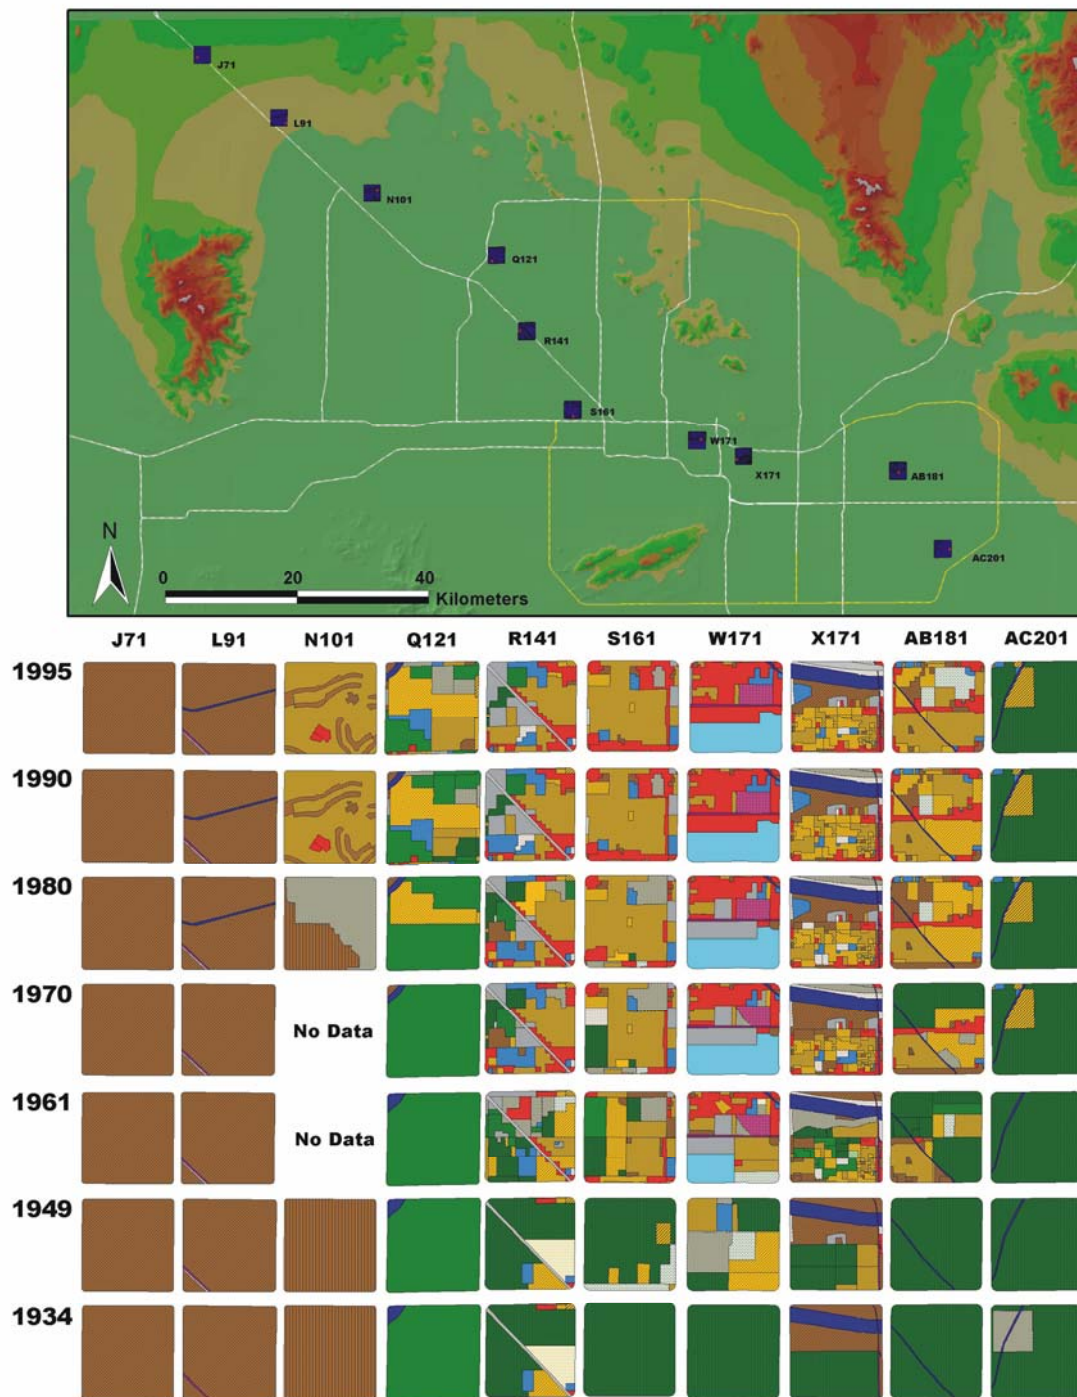 J71
L91
N101
Q121
R141
S161
W171
X171
AB181
AC201
N
0 20 40
Kilometers
J71 L91 N101 Q121 R141 S161 W171 X171 AB181 AC201
1995
1990
1980
1970 No Data
1961 No Data
1949
1934